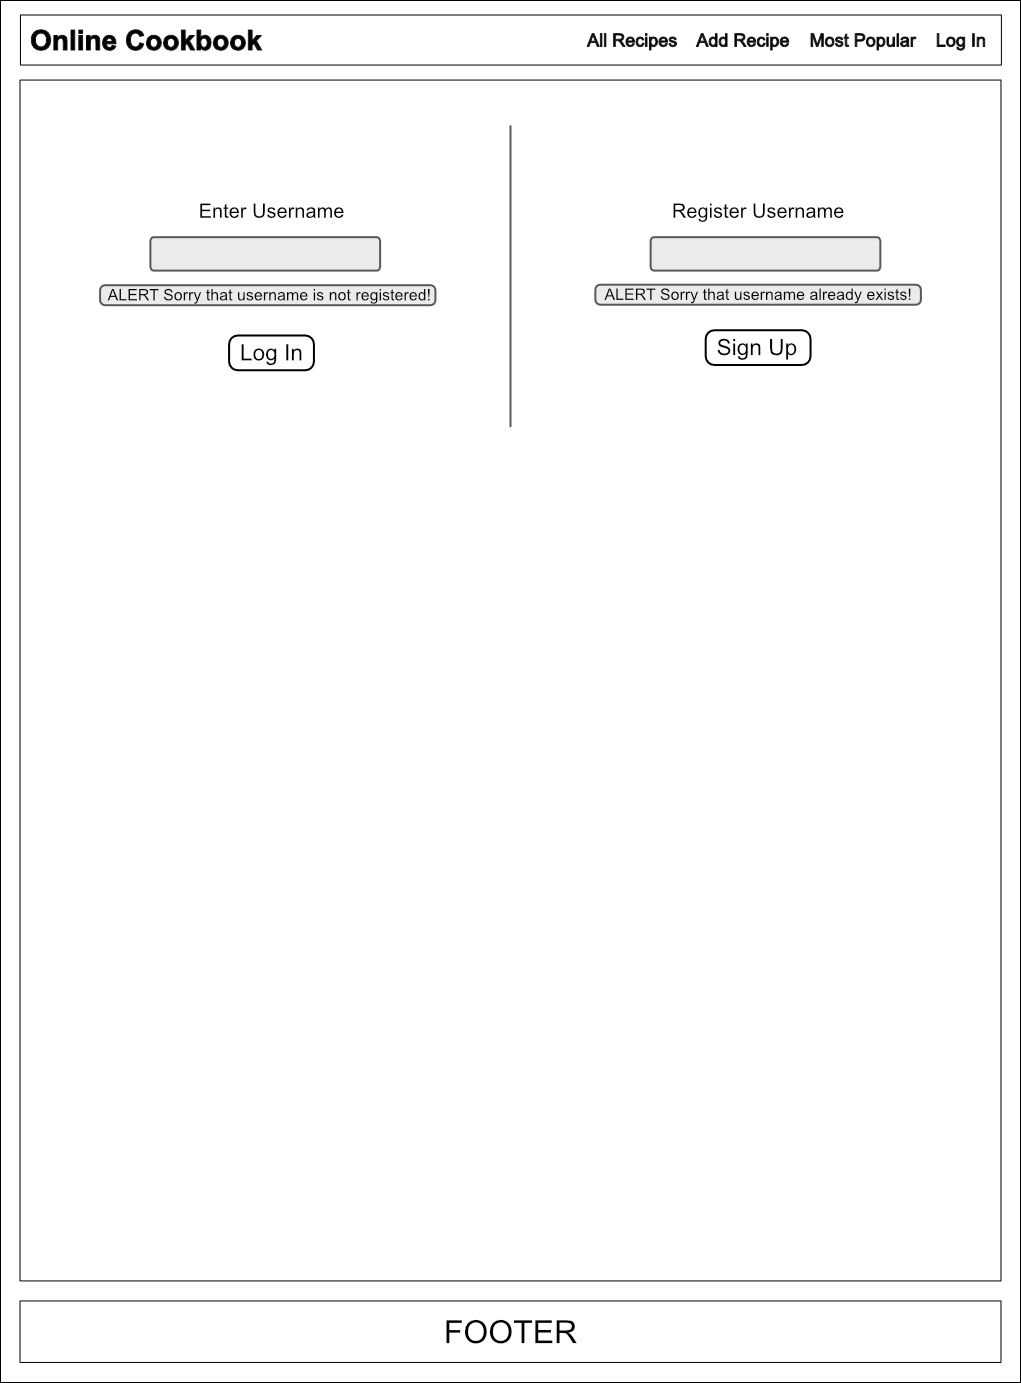 Online Cookbook
All Recipes Add Recipe Most Popular Log In
Enter Username
ALERT Sorry that username is not registered!
Log In
Register Username
ALERT Sorry that username already exists!
Sign Up
FOOTER